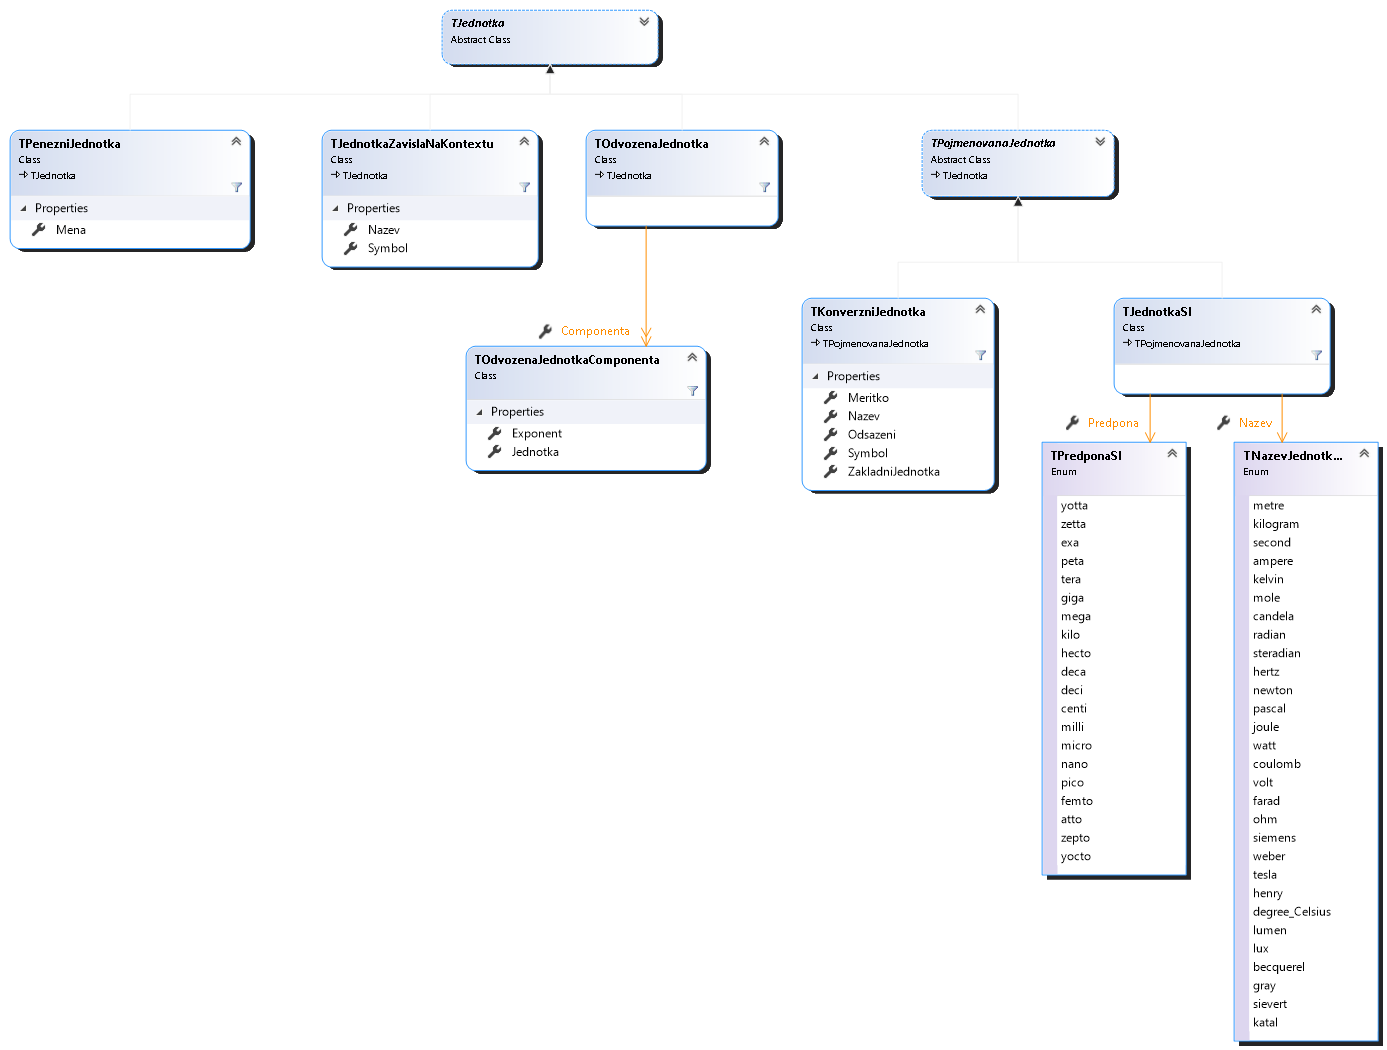 TJednotka
Abstract Class
TPenezniJednotka
Class
TJednotka
Properties
Mena
TJednotkaZavislaNaKontextu
Class
TJednotka
Properties
Nazev
Symbol
TOdvozenaJednotka
Class
TJednotka
TPojmenovanaJednotka
Abstract Class
TJednotka
Componenta
TOdvozenaJednotkaComponenta
Class
Properties
Exponent
Jednotka
TKonverzniJednotka
Class
TPojmenovanaJednotka
Properties
Meritko
Nazev
Odsazeni
Symbol
ZakladniJednotka
TJednotkaSI
Class
TPojmenovanaJednotka
Predpona
Nazev
TPredponaSI
Enum
yotta
zetta
exa
peta
tera
giga
mega
kilo
hecto
deca
deci
centi
milli
micro
nano
pico
femto
atto
zepto
yocto
TNazevJednotk...
Enum
metre
kilogram
second
ampere
kelvin
mole
candela
radian
steradian
hertz
newton
pascal
joule
watt
coulomb
volt
farad
ohm
siemens
weber
tesla
henry
degree_Celsius
lumen
lux
becquerel
gray
sievert
katal